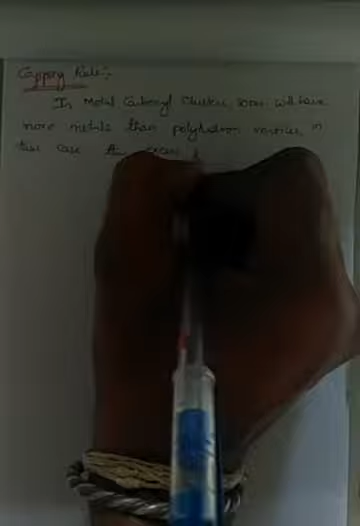 Capping Rule:-
In Metal Carbonyl Clusters, some will have
more metals than polyhedron vertices, in
this case